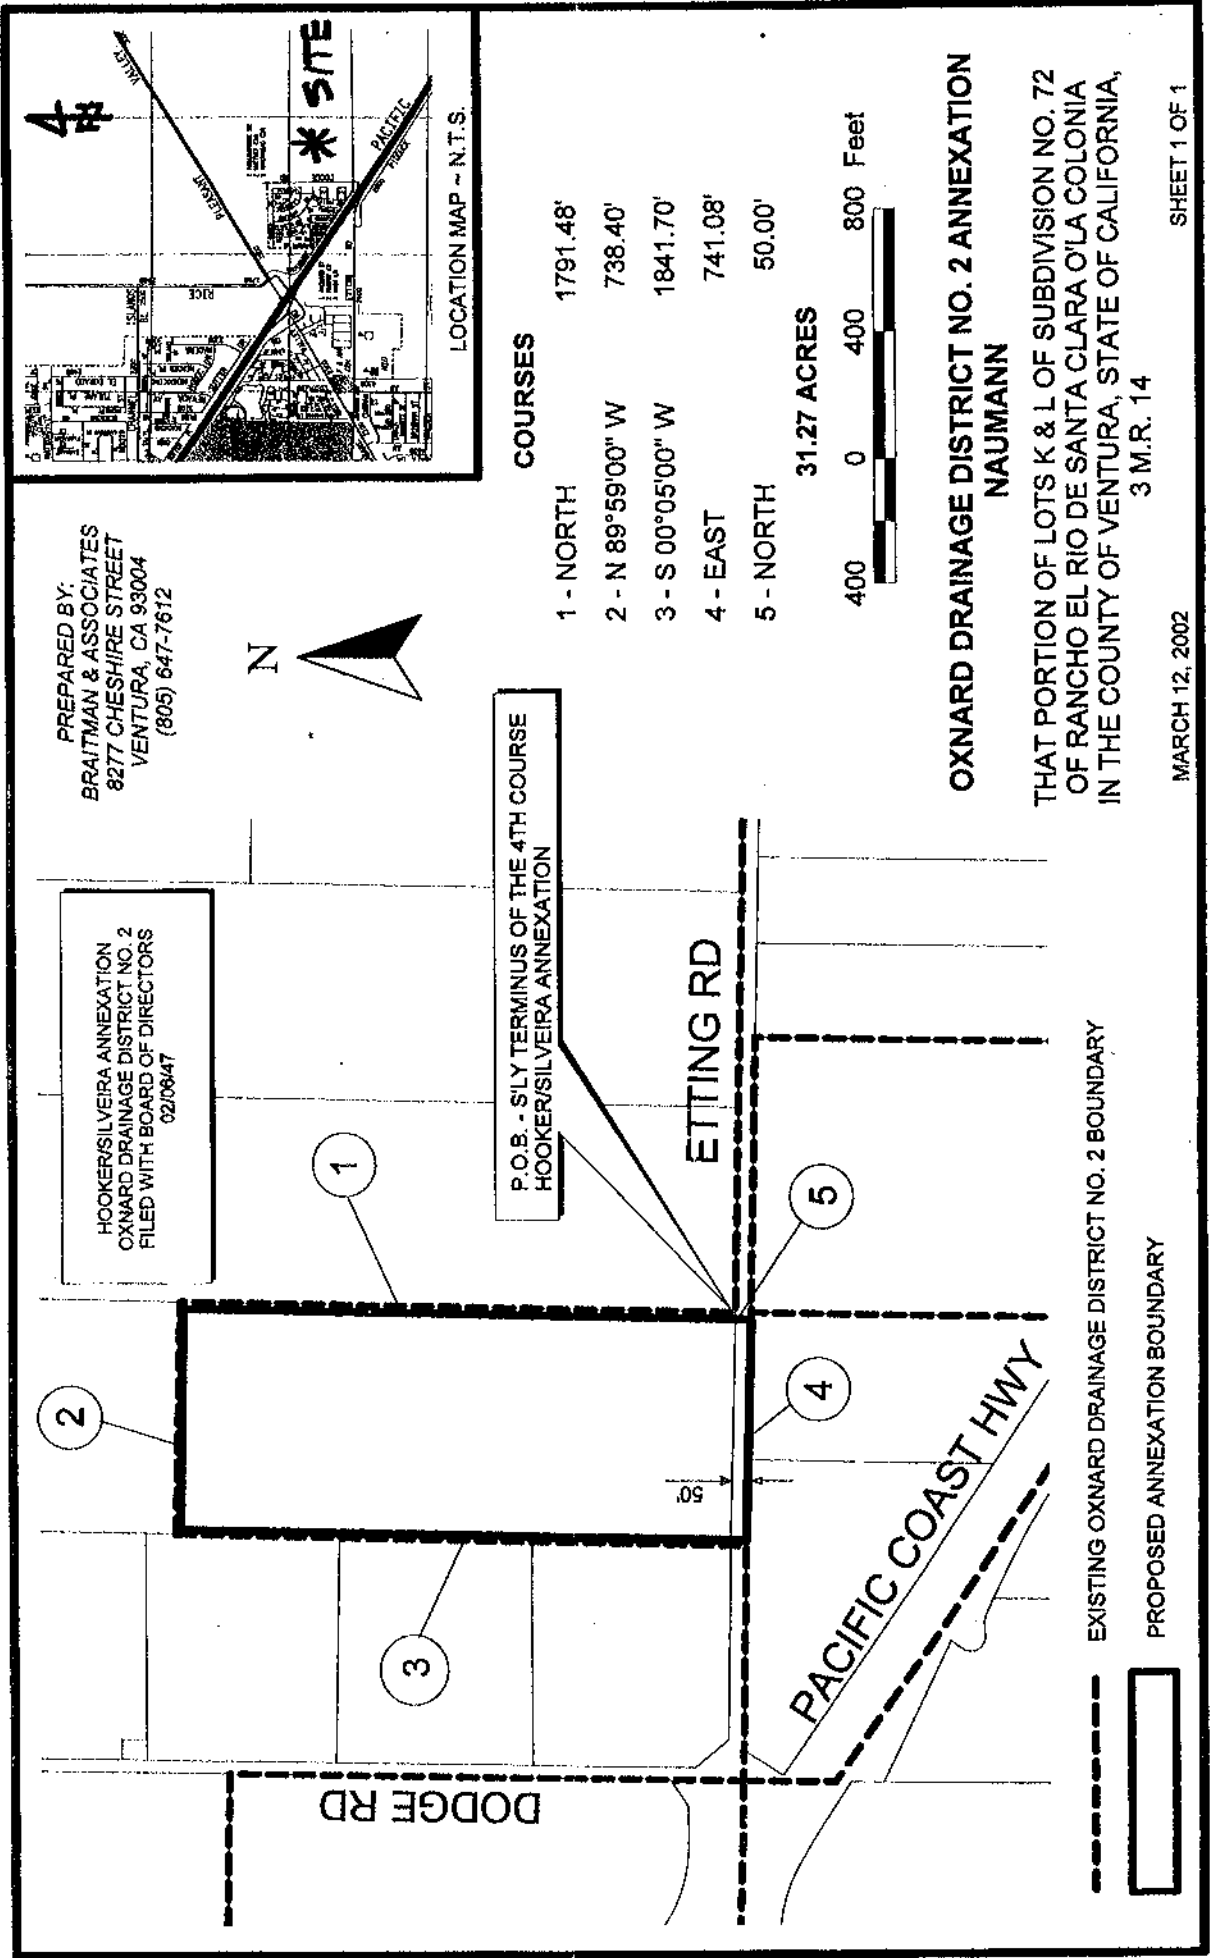 HOOKER/SILVEIRA ANNEXATION
OXNARD DRAINAGE DISTRICT NO. 2
FILED WITH BOARD OF DIRECTORS
02/06/47
PREPARED BY:
BRAITMAN & ASSOCIATES
8277 CHESHIRE STREET
VENTURA, CA 93004
(805) 647-7612
N
VALLEY
PLEASANT
RICE
* SITE
PACIFIC
LOCATION MAP ~ N.T.S.
2
1
3
4
5
50'
DODGE RD
ETTING RD
PACIFIC COAST HWY
P.O.B. - S'LY TERMINUS OF THE 4TH COURSE
HOOKER/SILVEIRA ANNEXATION
COURSES
1 - NORTH 1791.48'
2 - N 89°59'00" W 738.40'
3 - S 00°05'00" W 1841.70'
4 - EAST 741.08'
5 - NORTH 50.00'
31.27 ACRES
400 0 400 800 Feet
OXNARD DRAINAGE DISTRICT NO. 2 ANNEXATION
NAUMANN
THAT PORTION OF LOTS K & L OF SUBDIVISION NO. 72
OF RANCHO EL RIO DE SANTA CLARA O'LA COLONIA
IN THE COUNTY OF VENTURA, STATE OF CALIFORNIA,
3 M.R. 14
EXISTING OXNARD DRAINAGE DISTRICT NO. 2 BOUNDARY
PROPOSED ANNEXATION BOUNDARY
MARCH 12, 2002
SHEET 1 OF 1